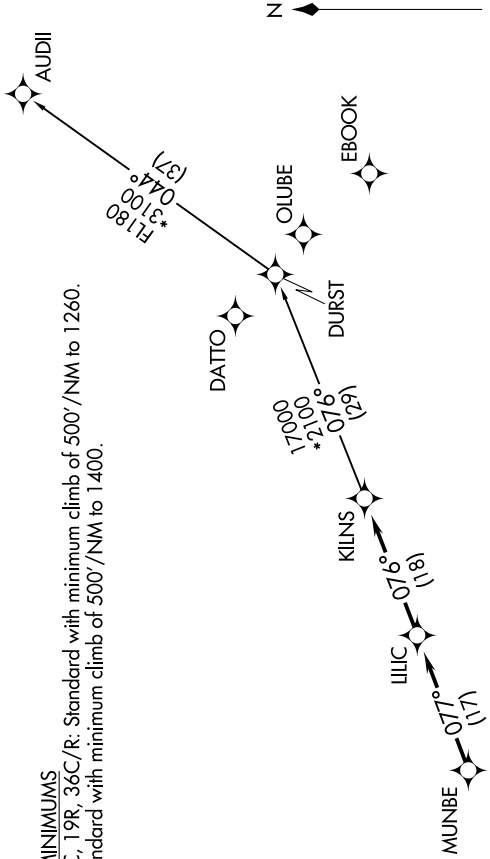 N
AUDII
(37)
044°
*3100
FL180
EBOOK
OLUBE
DURST
DATTO
17000
*2100
076°
(29)
KILNS
076°
(18)
LILIC
077°
(17)
MUNBE
MINIMUMS
C, 19R, 36C/R: Standard with minimum climb of 500'/NM to 1260.
ndard with minimum climb of 500'/NM to 1400.